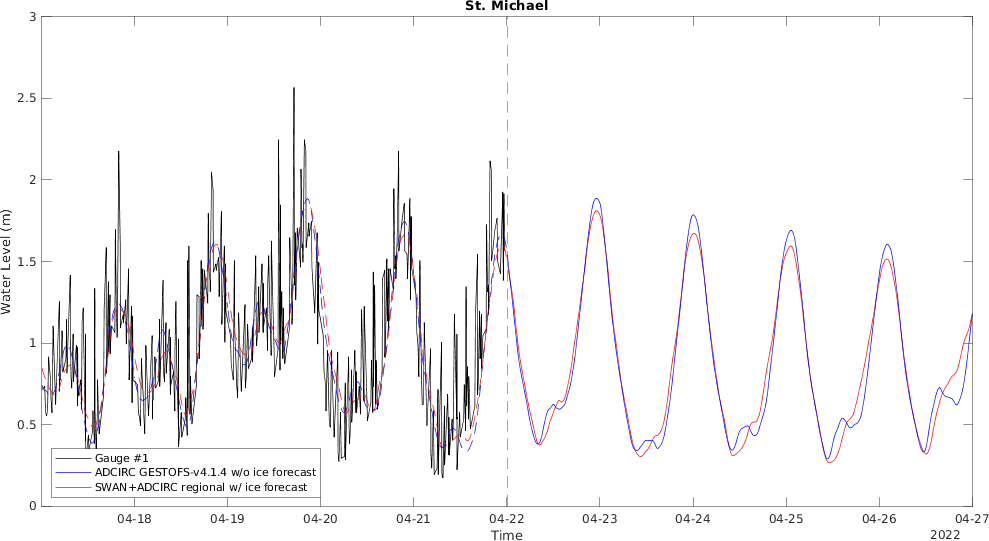 St. Michael
3
2.5
2
1.5
1
0.5
0
Water Level (m)
Gauge #1
ADCIRC GESTOFS-v4.1.4 w/o ice forecast
SWAN+ADCIRC regional w/ ice forecast
04-18 04-19 04-20 04-21 04-22 04-23 04-24 04-25 04-26 04-27
Time
2022